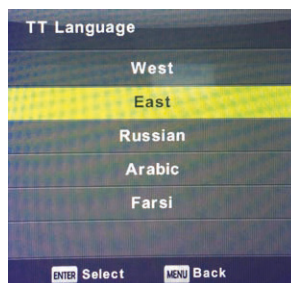 TT Language
West
East
Russian
Arabic
Farsi
ENTER Select MENU Back